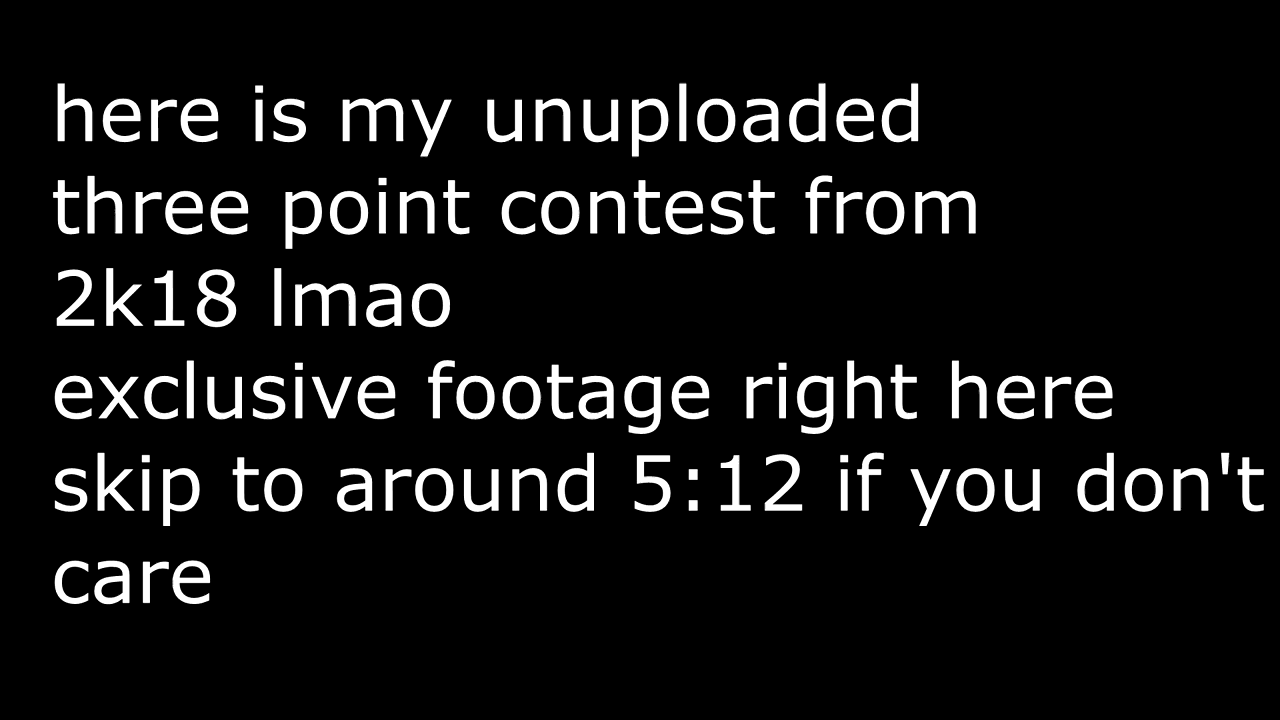 here is my unuploaded
three point contest from
2k18 lmao
exclusive footage right here
skip to around 5:12 if you don't
care